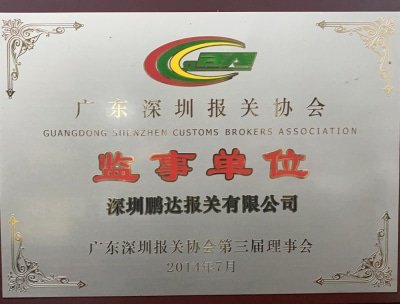 广东深圳报关协会
GUANGDONG SHENZHEN CUSTOMS BROKERS ASSOCIATION
监事单位
深圳鹏达报关有限公司
广东深圳报关协会第三届理事会
2014年7月